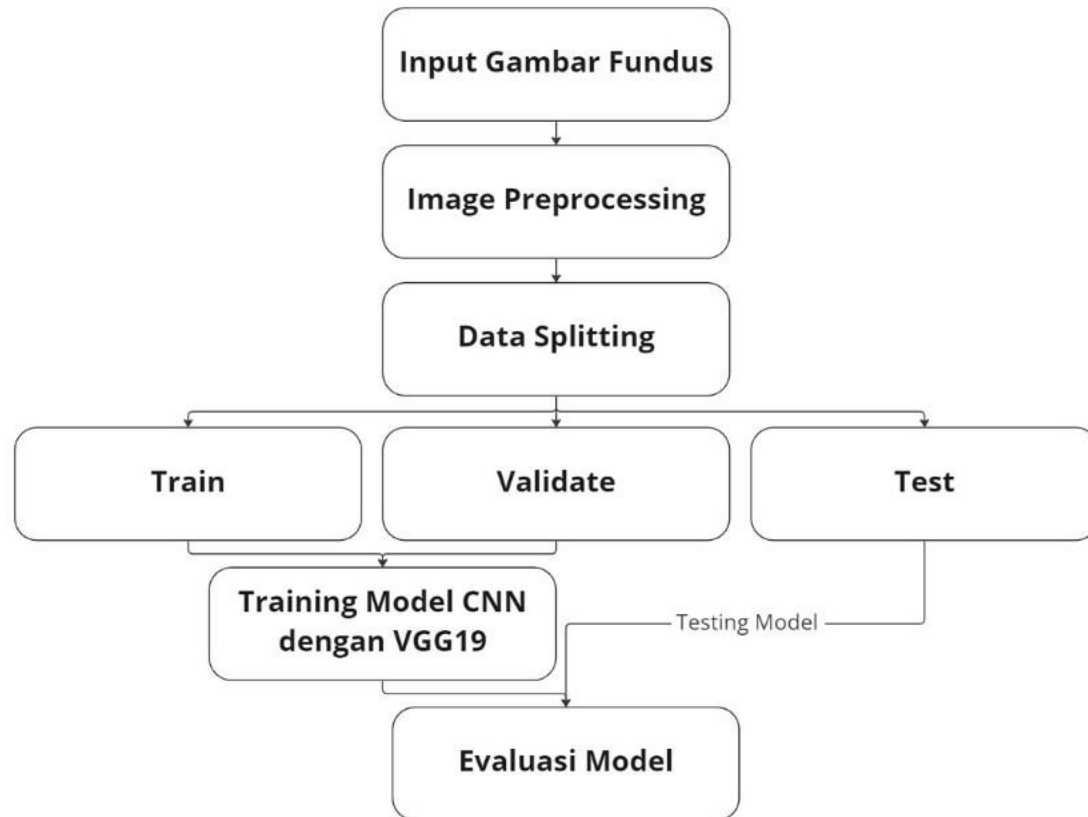 Input Gambar Fundus
Image Preprocessing
Data Splitting
Train
Validate
Test
Training Model CNN
dengan VGG19
Testing Model
Evaluasi Model